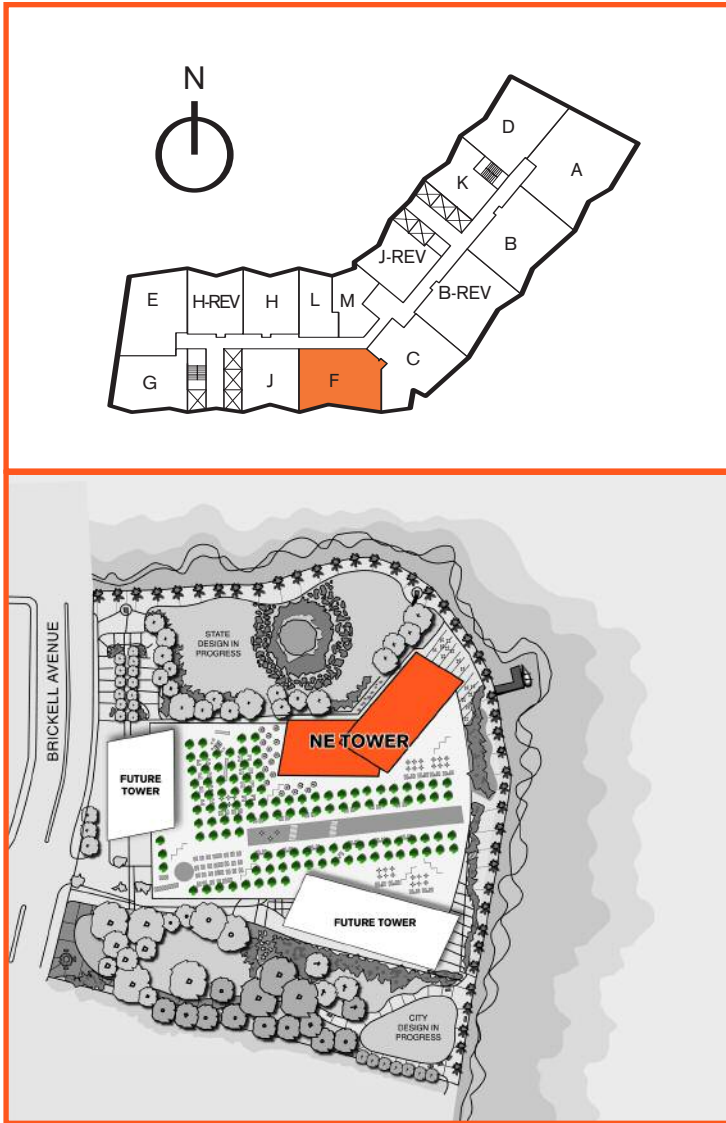 N
D
A
K
B
J-REV
B-REV
E
H-REV
H
L
M
C
G
J
F
STATE
DESIGN IN
PROGRESS
BRICKELL AVENUE
NE TOWER
FUTURE
TOWER
FUTURE TOWER
CITY
DESIGN IN
PROGRESS